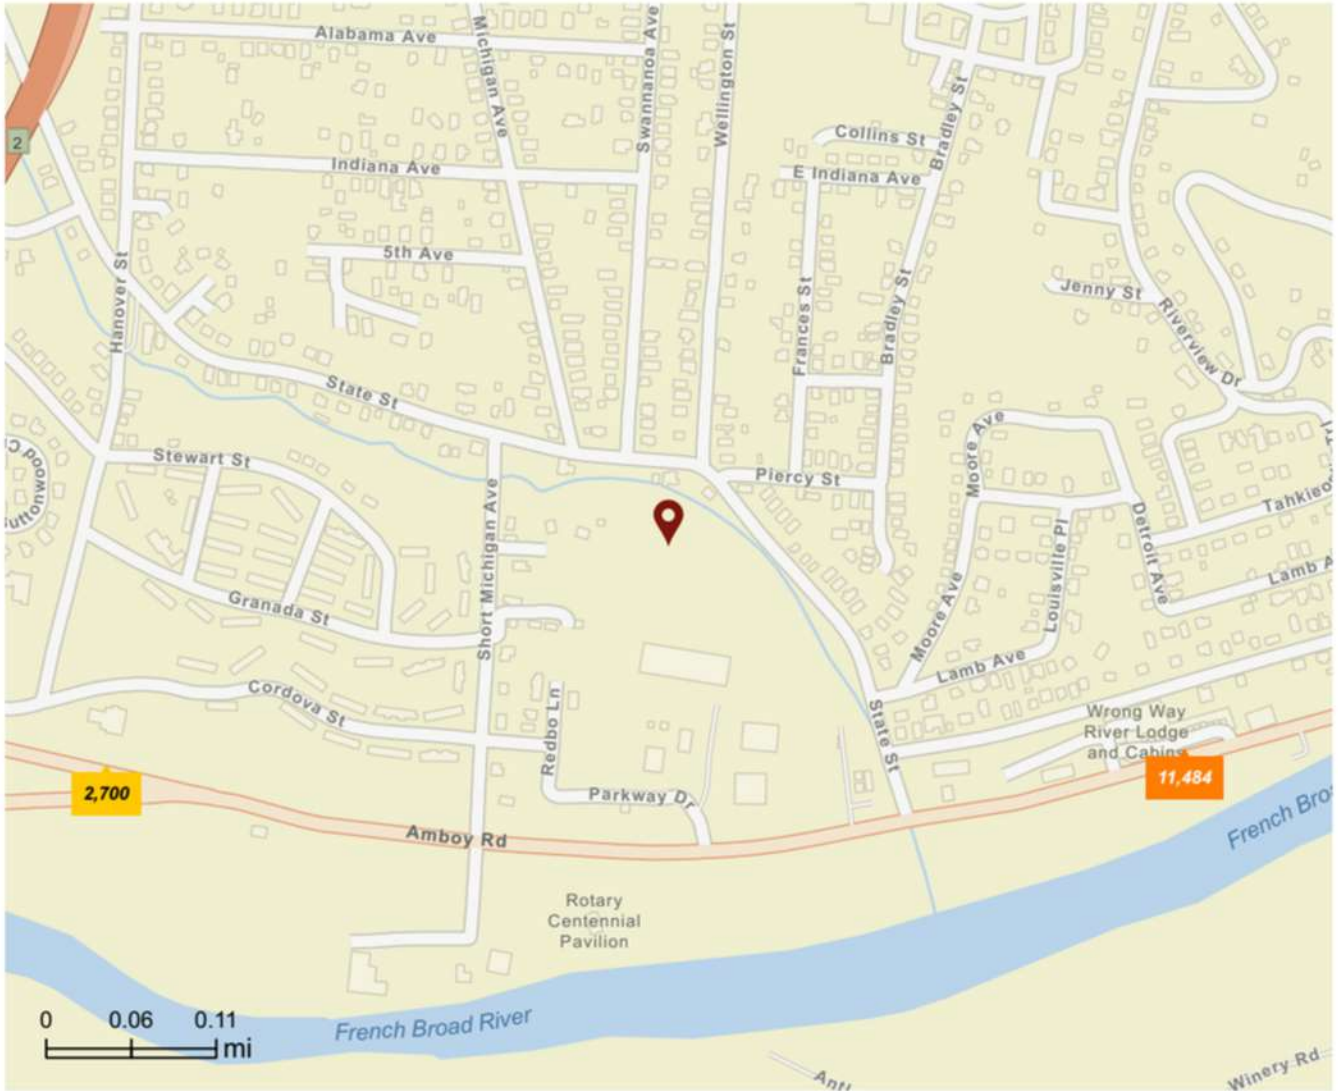 Alabama Ave
Michigan Ave
Swannanoa Ave
Wellington St
Bradley St
Collins St
2
Indiana Ave
E Indiana Ave
5th Ave
Hanover St
Frances St
Bradley St
Jenny St
Riverview Dr
State St
Stewart St
Piercy St
Moore Ave
Buttonwood Ct
Tahkieo
Short Michigan Ave
Detroit Ave
Louisville Pl
Lamb A
Granada St
Moore Ave
Lamb Ave
Cordova St
Redbo Ln
State St
Wrong Way
River Lodge
and Cabins
2,700
11,484
Parkway Dr
Amboy Rd
French Bro
Rotary
Centennial
Pavilion
0 0.06 0.11
mi
French Broad River
Winery Rd